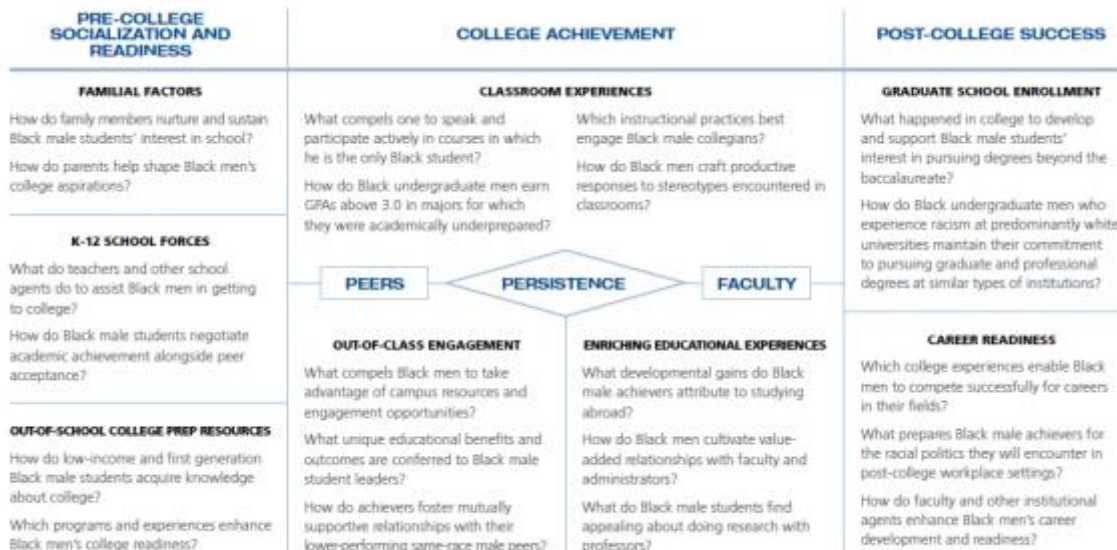 PRE-COLLEGE
SOCIALIZATION AND
READINESS
FAMILIAL FACTORS
How do family members nurture and sustain
Black male students' interest in school?
How do parents help shape Black men's
college aspirations?
K-12 SCHOOL FORCES
What do teachers and other school
agents do to assist Black men in getting
to college?
How do Black male students negotiate
academic achievement alongside peer
acceptance?
OUT-OF-SCHOOL COLLEGE PREP RESOURCES
How do low-income and first generation
Black male students acquire knowledge
about college?
Which programs and experiences enhance
Black men's college readiness?
COLLEGE ACHIEVEMENT
CLASSROOM EXPERIENCES
What compels one to speak and
participate actively in courses in which
he is the only Black student?
How do Black undergraduate men earn
GPAs above 3.0 in majors for which
they were academically underprepared?
Which instructional practices best
engage Black male collegians?
How do Black men craft productive
responses to stereotypes encountered in
classrooms?
PEERS
PERSISTENCE
FACULTY
OUT-OF-CLASS ENGAGEMENT
What compels Black men to take
advantage of campus resources and
engagement opportunities?
What unique educational benefits and
outcomes are conferred to Black male
student leaders?
How do achievers foster mutually
supportive relationships with their
lower-performing same-race male peers?
ENRICHING EDUCATIONAL EXPERIENCES
What developmental gains do Black
male achievers attribute to studying
abroad?
How do Black men cultivate value-
added relationships with faculty and
administrators?
What do Black male students find
appealing about doing research with
professors?
POST-COLLEGE SUCCESS
GRADUATE SCHOOL ENROLLMENT
What happened in college to develop
and support Black male students'
interest in pursuing degrees beyond the
baccalaureate?
How do Black undergraduate men who
experience racism at predominantly white
universities maintain their commitment
to pursuing graduate and professional
degrees at similar types of institutions?
CAREER READINESS
Which college experiences enable Black
men to compete successfully for careers
in their fields?
What prepares Black male achievers for
the racial politics they will encounter in
post-college workplace settings?
How do faculty and other institutional
agents enhance Black men's career
development and readiness?